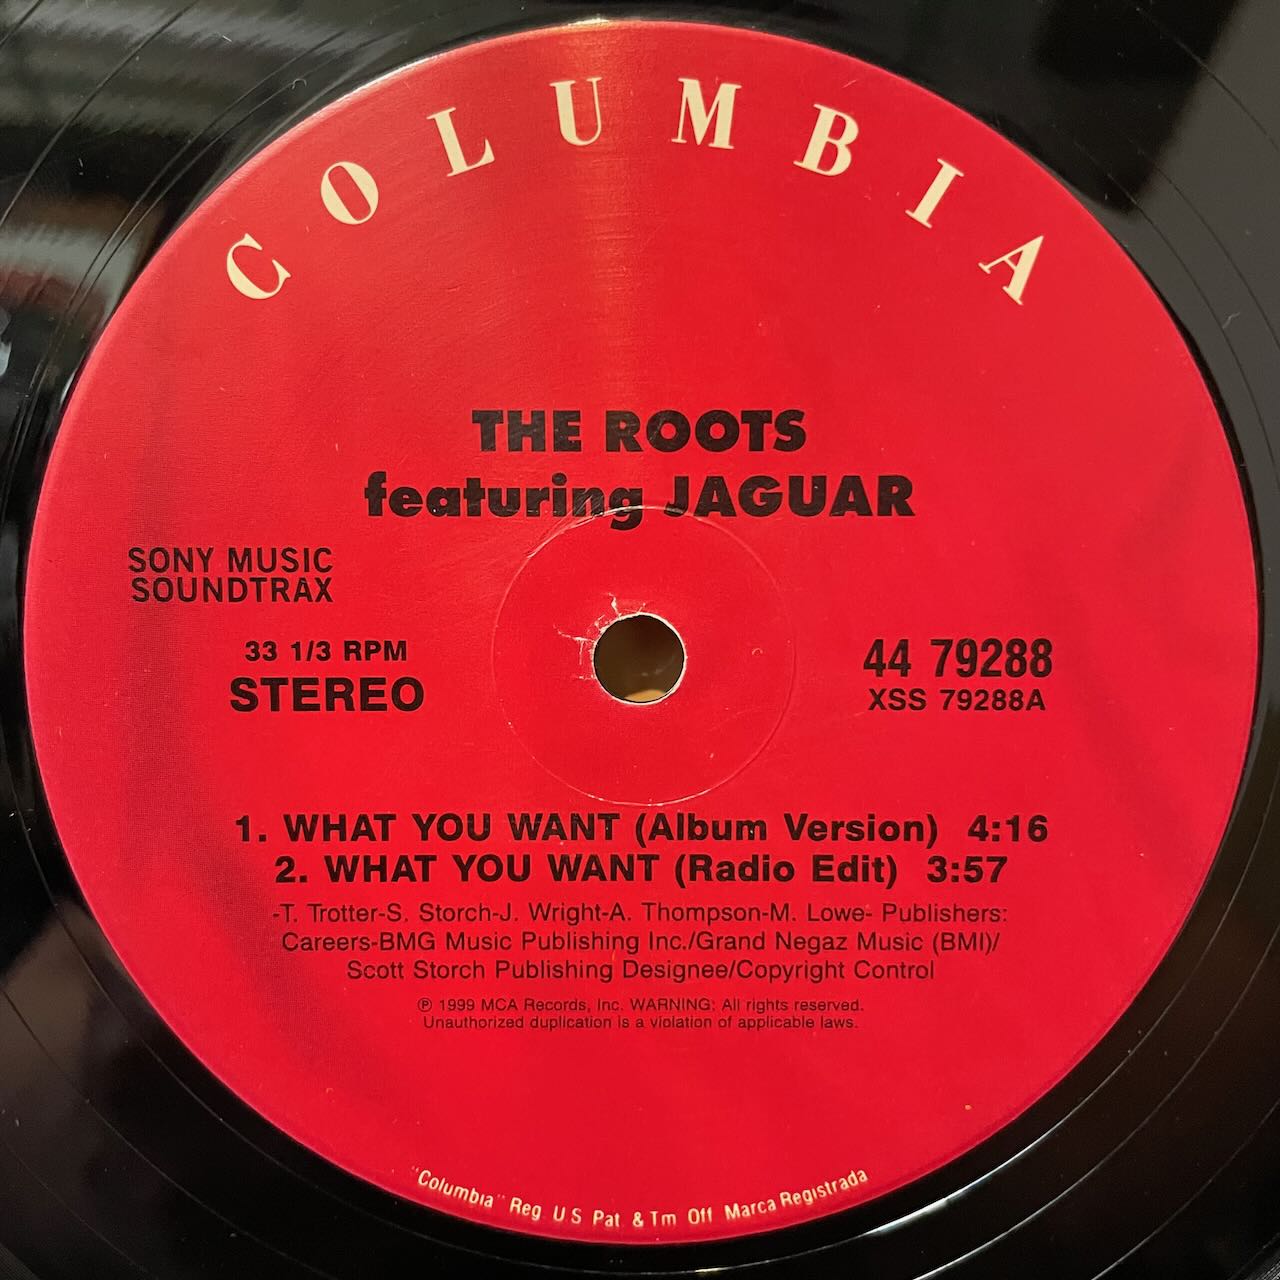 COLUMBIA
THE ROOTS
featuring JAGUAR
SONY MUSIC
SOUNDTRAX
33 1/3 RPM
STEREO
44 79288
XSS 79288A
1. WHAT YOU WANT (Album Version) 4:16
2. WHAT YOU WANT (Radio Edit) 3:57
-T. Trotter-S. Storch-J. Wright-A. Thompson-M. Lowe- Publishers:
Careers-BMG Music Publishing Inc./Grand Negaz Music (BMI)/
Scott Storch Publishing Designee/Copyright Control
℗ 1999 MCA Records, Inc. WARNING: All rights reserved.
Unauthorized duplication is a violation of applicable laws.
"Columbia" Reg. U S Pat. & Tm Off Marca Registrada